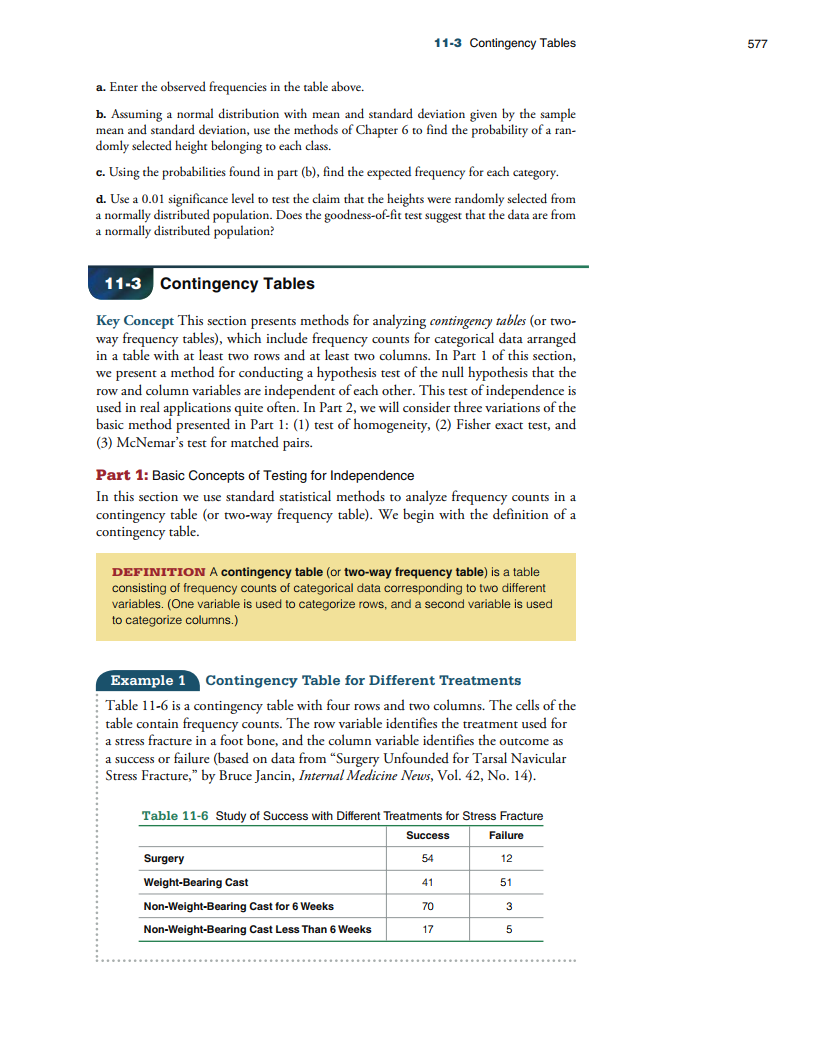 11-3 Contingency Tables 577
a. Enter the observed frequencies in the table above.
b. Assuming a normal distribution with mean and standard deviation given by the sample
mean and standard deviation, use the methods of Chapter 6 to find the probability of a ran-
domly selected height belonging to each class.
c. Using the probabilities found in part (b), find the expected frequency for each category.
d. Use a 0.01 significance level to test the claim that the heights were randomly selected from
a normally distributed population. Does the goodness-of-fit test suggest that the data are from
a normally distributed population?
11-3 Contingency Tables
Key Concept This section presents methods for analyzing contingency tables (or two-
way frequency tables), which include frequency counts for categorical data arranged
in a table with at least two rows and at least two columns. In Part 1 of this section,
we present a method for conducting a hypothesis test of the null hypothesis that the
row and column variables are independent of each other. This test of independence is
used in real applications quite often. In Part 2, we will consider three variations of the
basic method presented in Part 1: (1) test of homogeneity, (2) Fisher exact test, and
(3) McNemar's test for matched pairs.
Part 1: Basic Concepts of Testing for Independence
In this section we use standard statistical methods to analyze frequency counts in a
contingency table (or two-way frequency table). We begin with the definition of a
contingency table.
DEFINITION A contingency table (or two-way frequency table) is a table
consisting of frequency counts of categorical data corresponding to two different
variables. (One variable is used to categorize rows, and a second variable is used
to categorize columns.)
Example 1 Contingency Table for Different Treatments
Table 11-6 is a contingency table with four rows and two columns. The cells of the
table contain frequency counts. The row variable identifies the treatment used for
a stress fracture in a foot bone, and the column variable identifies the outcome as
a success or failure (based on data from "Surgery Unfounded for Tarsal Navicular
Stress Fracture," by Bruce Jancin, Internal Medicine News, Vol. 42, No. 14).
Table 11-6 Study of Success with Different Treatments for Stress Fracture
Success Failure
Surgery 54 12
Weight-Bearing Cast 41 51
Non-Weight-Bearing Cast for 6 Weeks 70 3
Non-Weight-Bearing Cast Less Than 6 Weeks 17 5